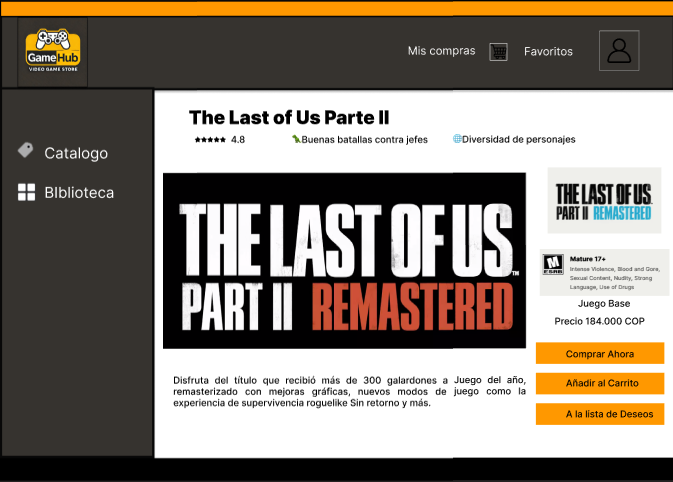 GameHub
VIDEO GAME STORE
Mis compras
Favoritos
Catalogo
BIblioteca
The Last of Us Parte II
★★★★★ 4.8
Buenas batallas contra jefes
Diversidad de personajes
THE LAST OF US™
PART II REMASTERED
THE LAST OF US
PART II REMASTERED
M
ESRB
Mature 17+
Intense Violence, Blood and Gore,
Sexual Content, Nudity, Strong
Language, Use of Drugs
Juego Base
Precio 184.000 COP
Comprar Ahora
Añadir al Carrito
A la lista de Deseos
Disfruta del título que recibió más de 300 galardones a Juego del año,
remasterizado con mejoras gráficas, nuevos modos de juego como la
experiencia de supervivencia roguelike Sin retorno y más.